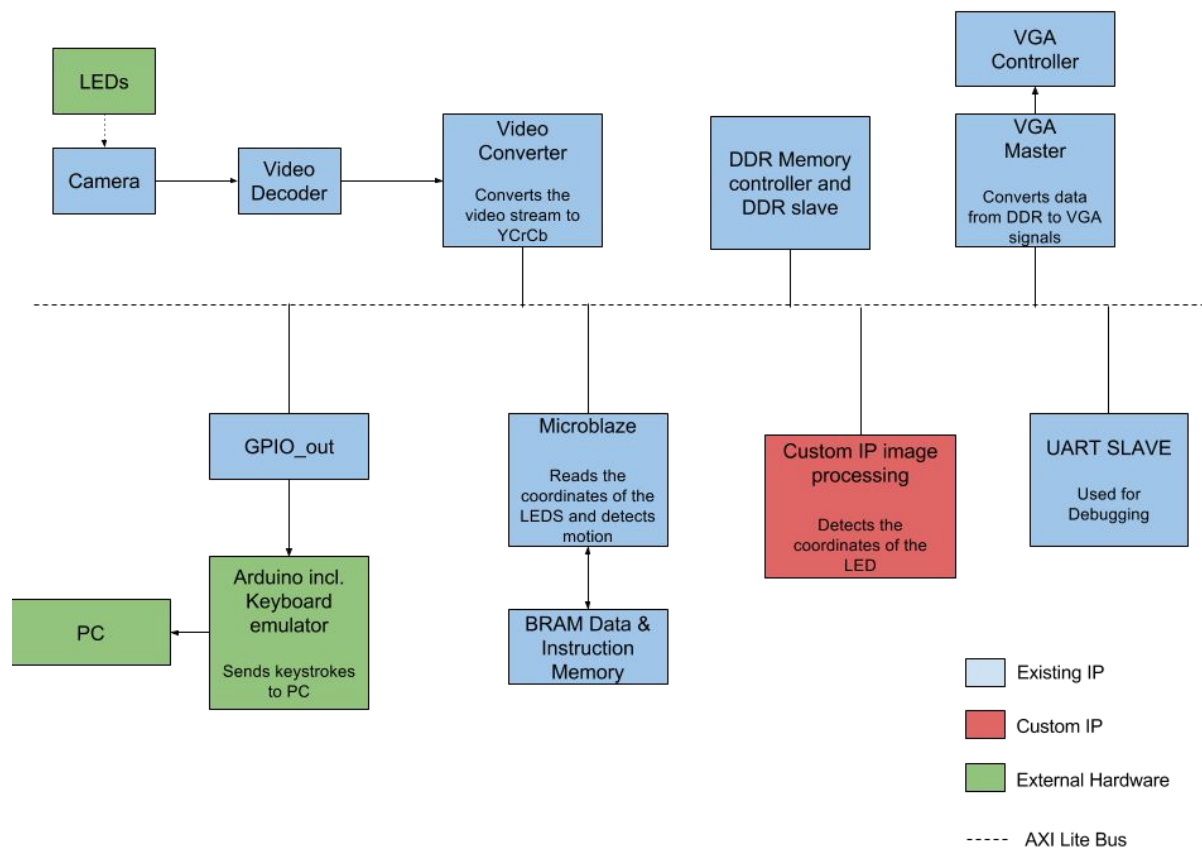 LEDs
Camera
Video
Decoder
Video
Converter
Converts the
video stream to
YCrCb
DDR Memory
controller and
DDR slave
VGA
Controller
VGA
Master
Converts data
from DDR to VGA
signals
GPIO_out
Arduino incl.
Keyboard
emulator
Sends keystrokes
to PC
PC
Microblaze
Reads the
coordinates of the
LEDS and detects
motion
BRAM Data &
Instruction
Memory
Custom IP image
processing
Detects the
coordinates of the
LED
UART SLAVE
Used for
Debugging
Existing IP
Custom IP
External Hardware
AXI Lite Bus